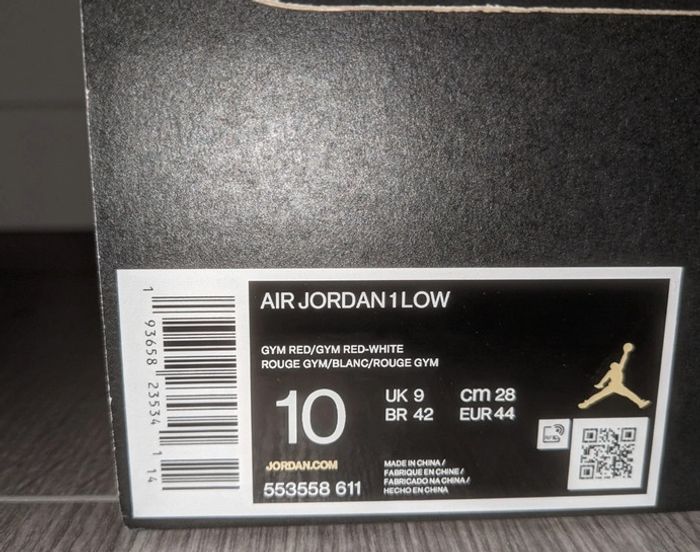 1 93658 23534 1 14
AIR JORDAN 1 LOW
GYM RED/GYM RED-WHITE
ROUGE GYM/BLANC/ROUGE GYM
10
UK 9 cm 28
BR 42 EUR 44
JORDAN.COM
553558 611
MADE IN CHINA /
FABRIQUE EN CHINE /
FABRICADO NA CHINA /
HECHO EN CHINA